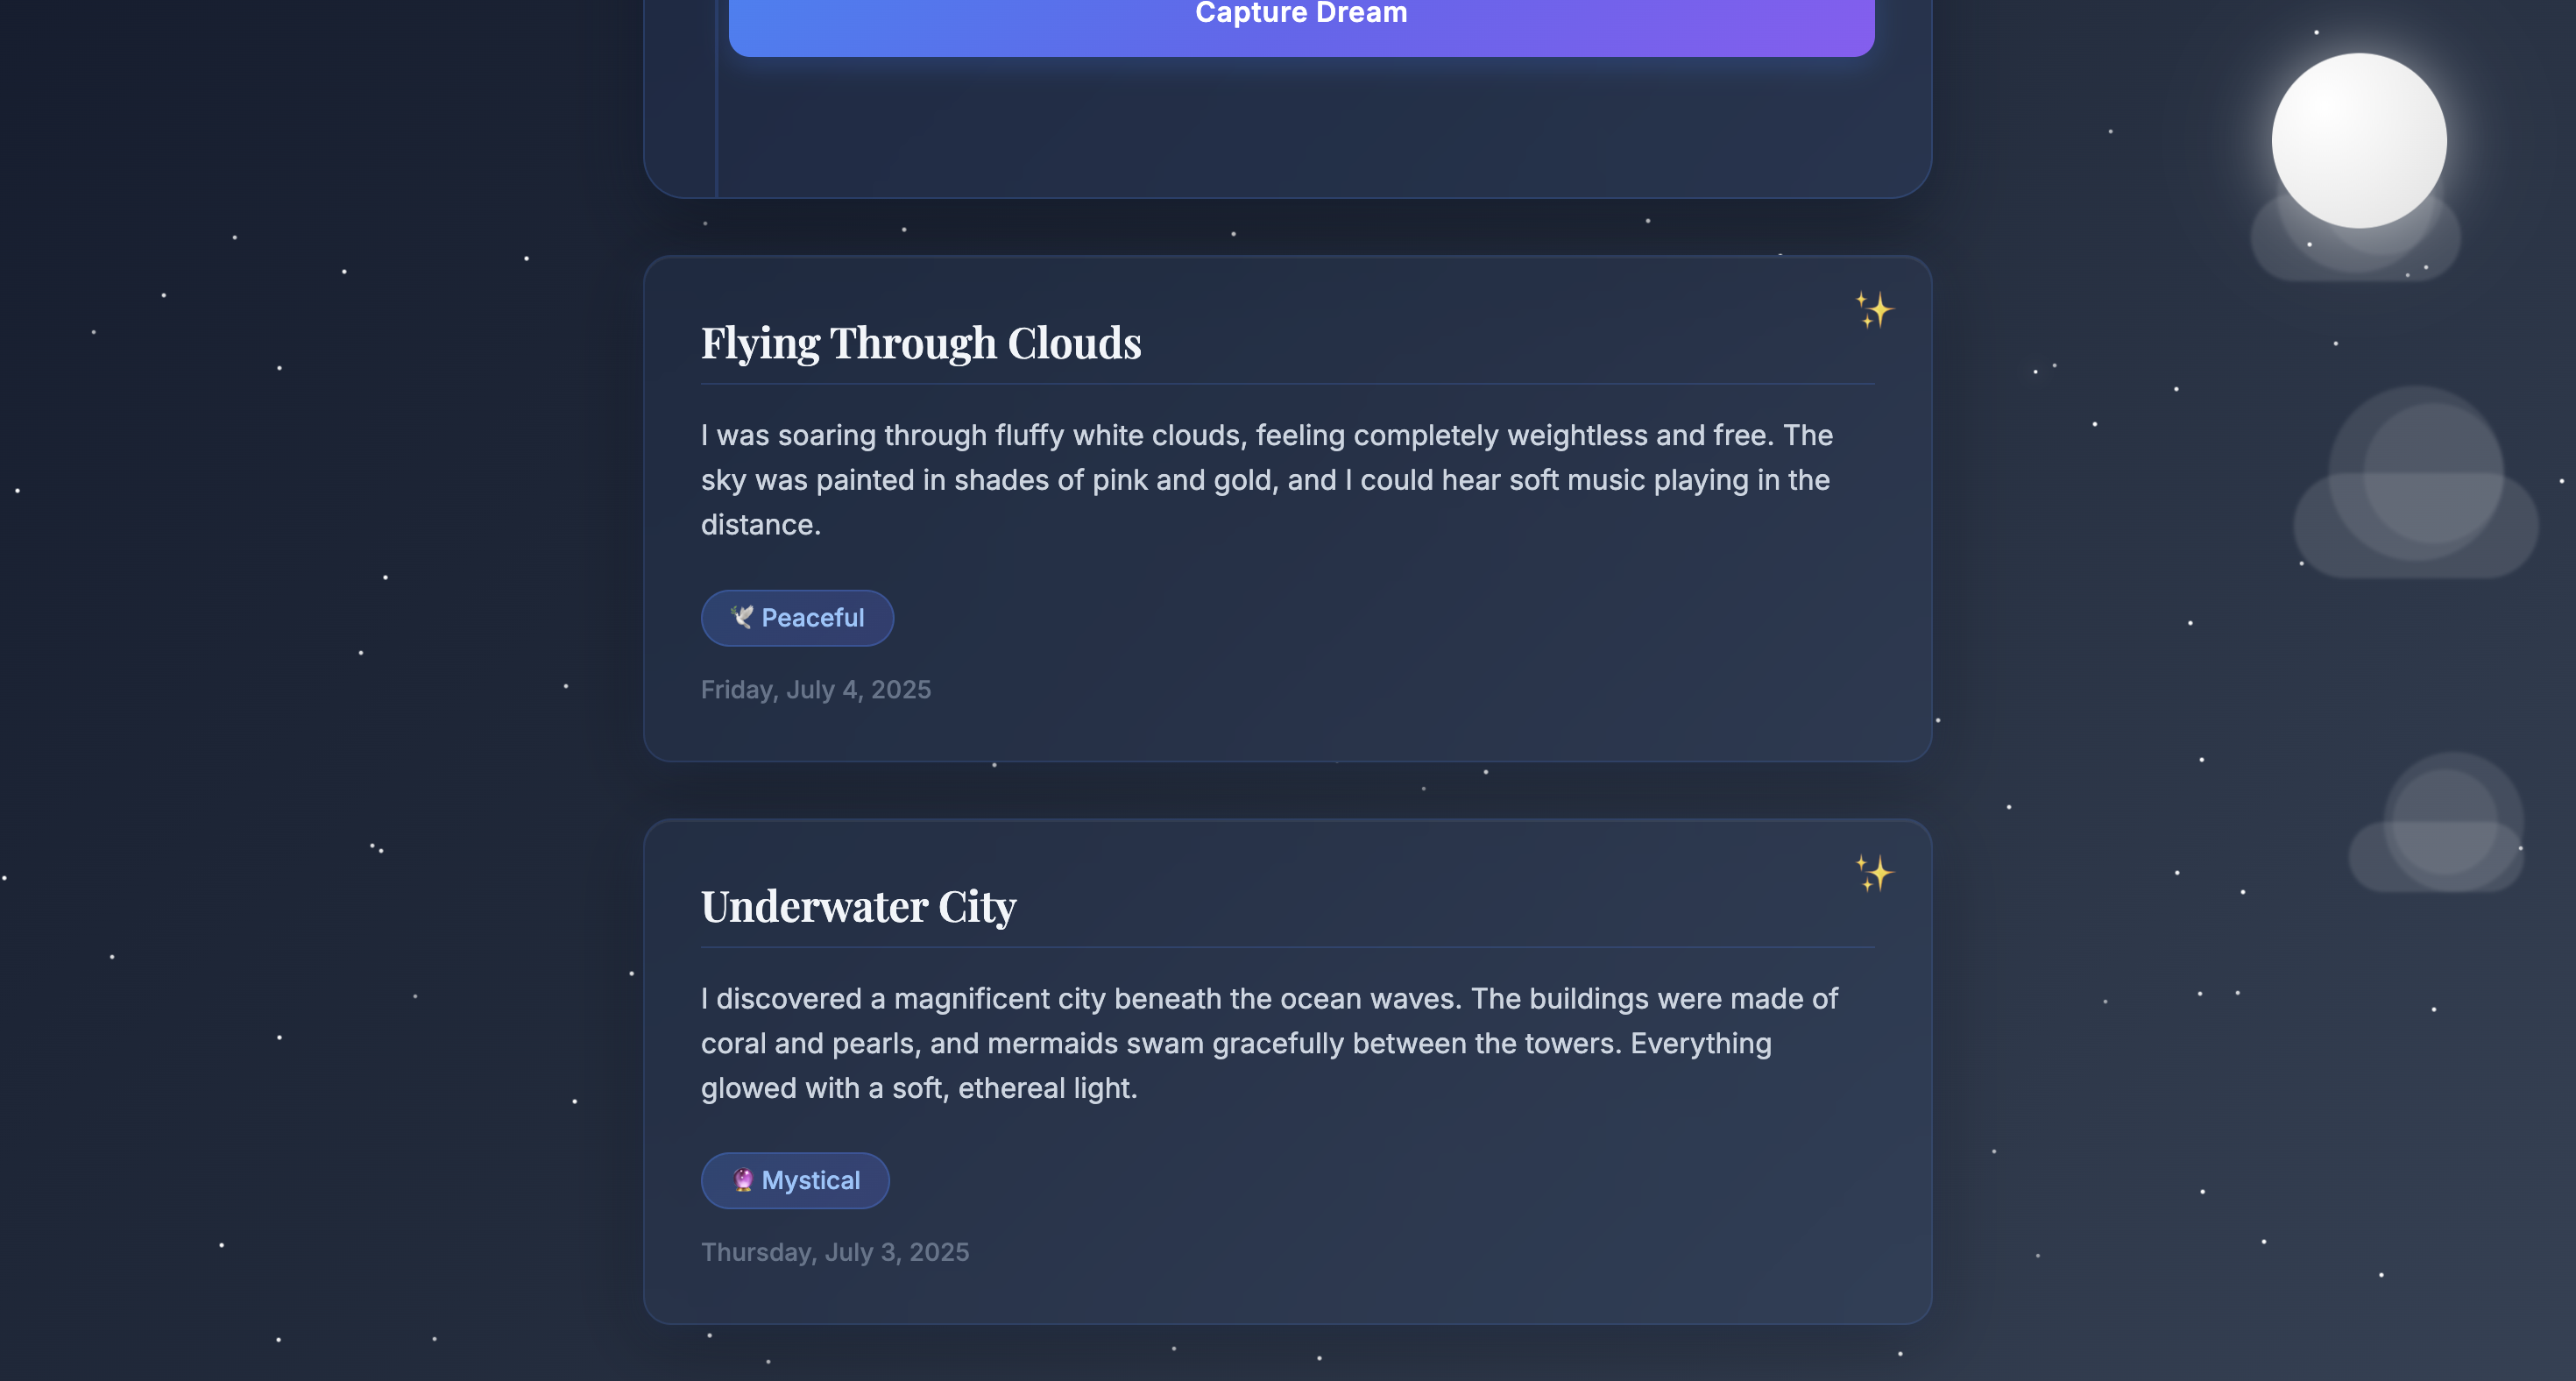 Capture Dream
Flying Through Clouds
I was soaring through fluffy white clouds, feeling completely weightless and free. The
sky was painted in shades of pink and gold, and I could hear soft music playing in the
distance.
🕊️ Peaceful
Friday, July 4, 2025
Underwater City
I discovered a magnificent city beneath the ocean waves. The buildings were made of
coral and pearls, and mermaids swam gracefully between the towers. Everything
glowed with a soft, ethereal light.
🔮 Mystical
Thursday, July 3, 2025